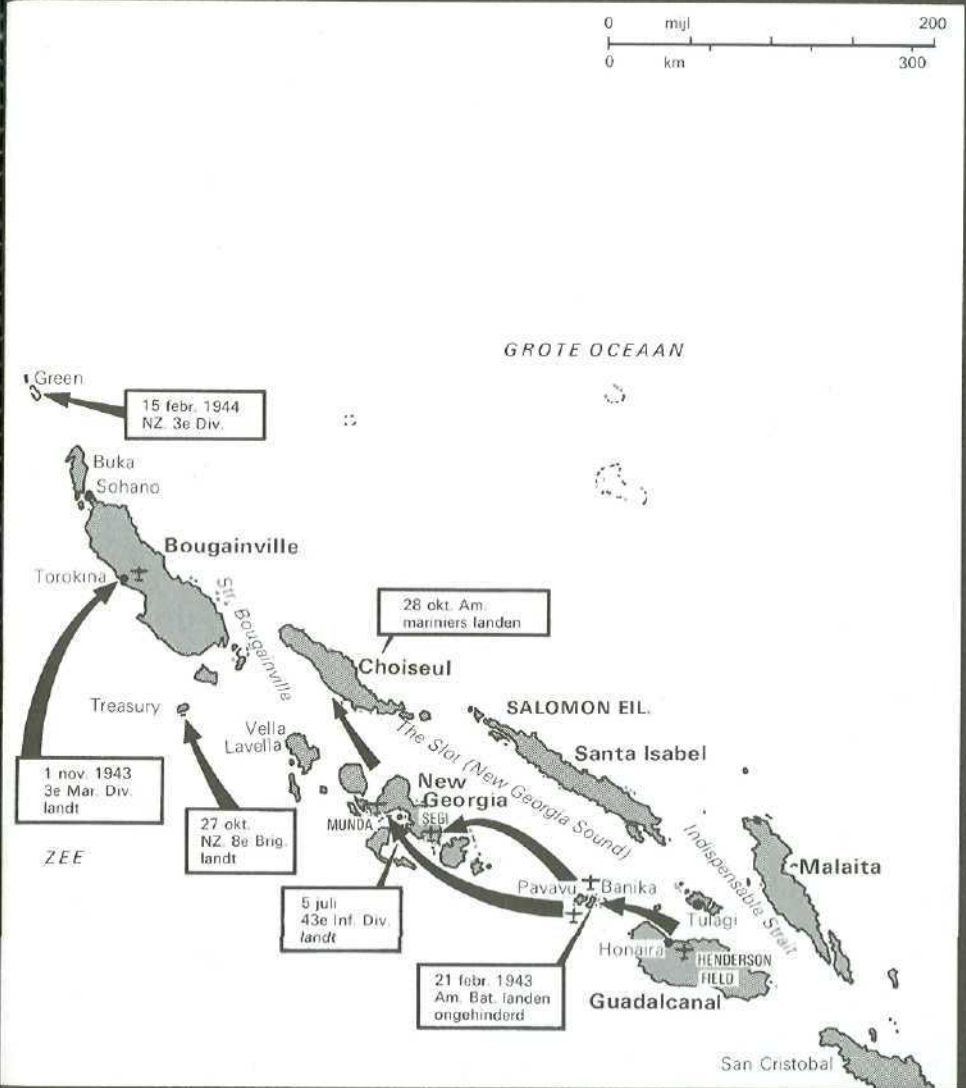 0 mijl 200
0 km 300
GROTE OCEAAN
Green
15 febr. 1944
NZ. 3e Div.
Buka
Sohano
Bougainville
Torokina
Str. Bougainville
28 okt. Am.
mariniers landen
Choiseul
Treasury
SALOMON EIL.
Vella
Lavella
The Slot (New Georgia Sound)
Santa Isabel
1 nov. 1943
3e Mar. Div.
landt
New
Georgia
27 okt.
NZ. 8e Brig.
landt
MUNDA
SEGI
Indispensable Strait
ZEE
Malaita
5 juli
43e Inf. Div.
landt
Pavavu
Banika
Tulagi
Honaira
HENDERSON
FIELD
21 febr. 1943
Am. Bat. landen
ongehinderd
Guadalcanal
San Cristobal